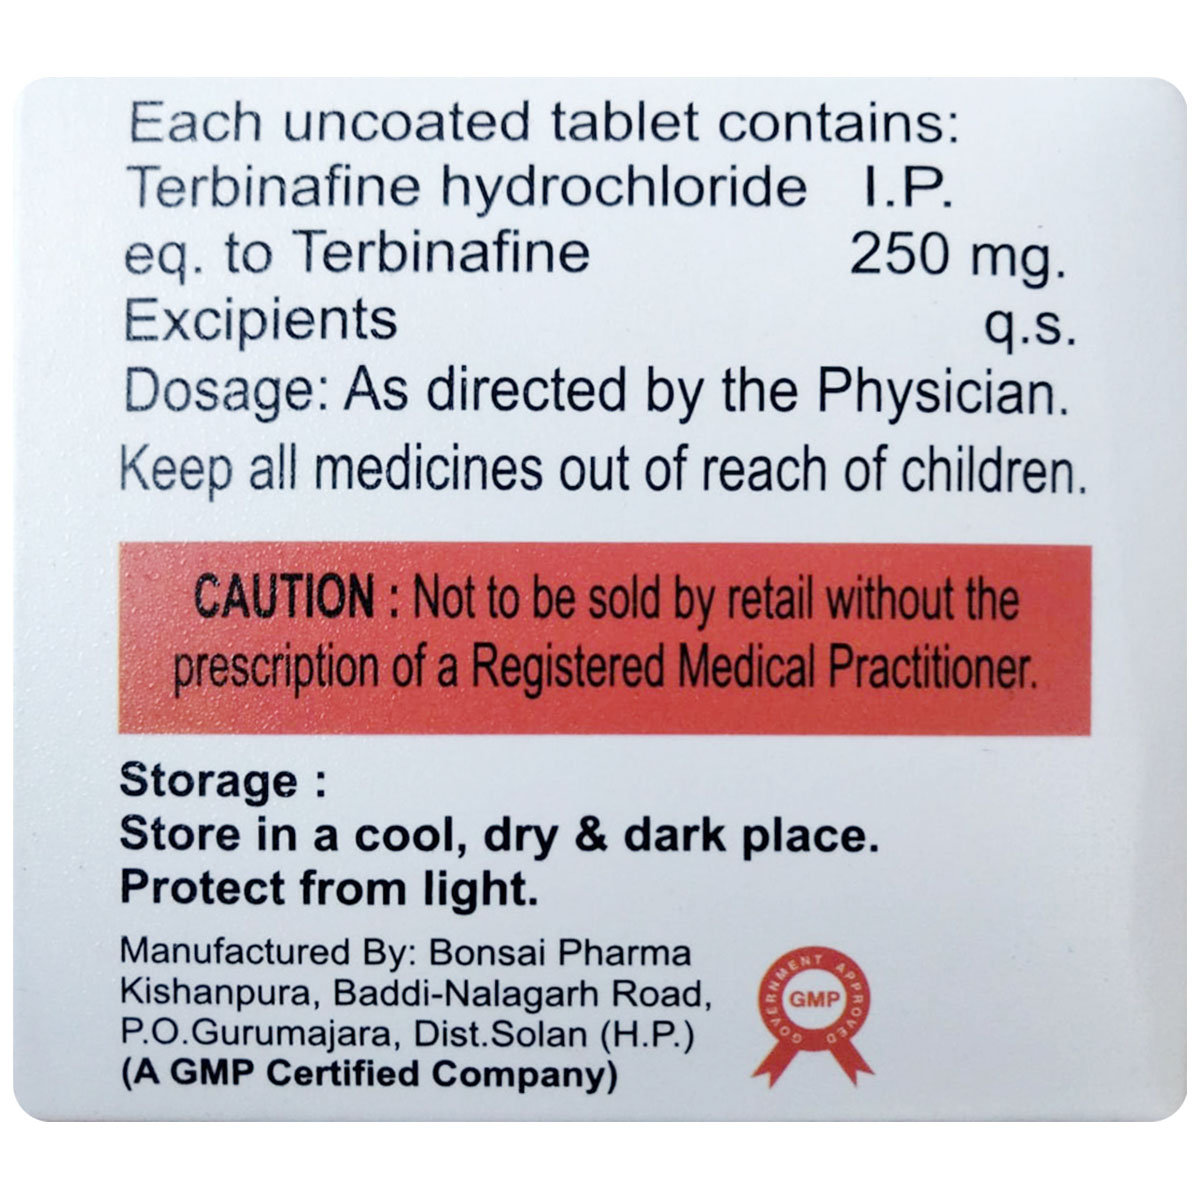 Each uncoated tablet contains:
Terbinafine hydrochloride I.P.
eq. to Terbinafine 250 mg.
Excipients q.s.
Dosage: As directed by the Physician.
Keep all medicines out of reach of children.
CAUTION : Not to be sold by retail without the
prescription of a Registered Medical Practitioner.
Storage :
Store in a cool, dry & dark place.
Protect from light.
Manufactured By: Bonsai Pharma
Kishanpura, Baddi-Nalagarh Road,
P.O.Gurumajara, Dist.Solan (H.P.)
(A GMP Certified Company)
GOVERNMENT APPROVED
GMP